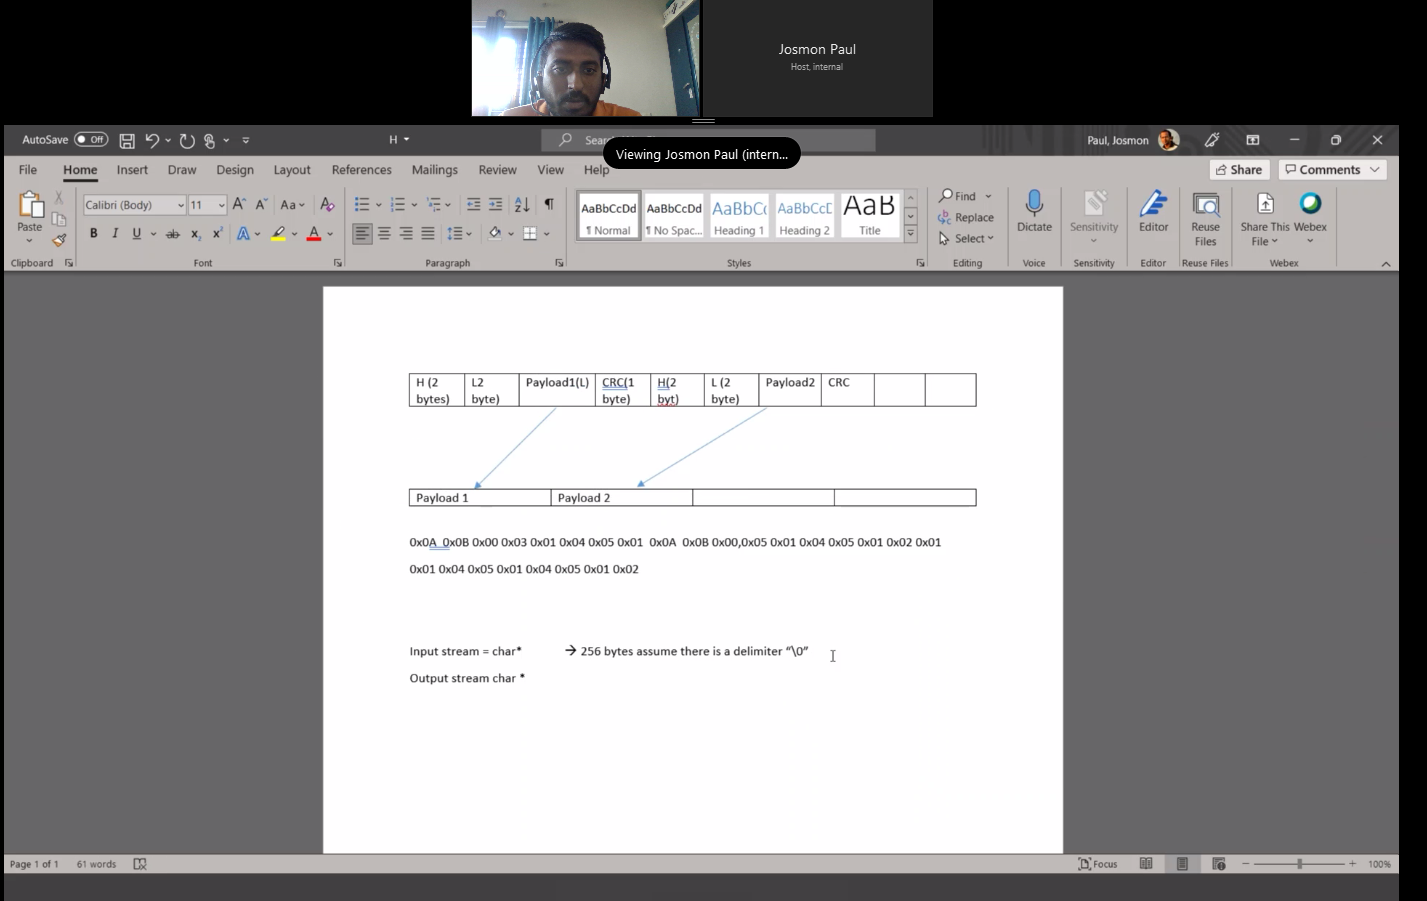 Josmon Paul
Host, internal
AutoSave Off H Sear Paul, Josmon
Viewing Josmon Paul (intern...
File Home Insert Draw Design Layout References Mailings Review View Help Share Comments
Calibri (Body) 11 A A Aa A
AaBbCcDd AaBbCcDd AaBbC( AaBbCcE AaB
Paste
B I U ab x₂ x² A A
¶ Normal ¶ No Spac... Heading 1 Heading 2 Title
Find
Replace
Select
Dictate Sensitivity Editor Reuse Files Share This File Webex
Clipboard Font Paragraph Styles Editing Voice Sensitivity Editor Reuse Files Webex
H (2 bytes) L2 byte) Payload1(L) CRC(1 byte) H(2 byt) L (2 byte) Payload2 CRC
Payload 1 Payload 2
0x0A 0x0B 0x00 0x03 0x01 0x04 0x05 0x01 0x0A 0x0B 0x00,0x05 0x01 0x04 0x05 0x01 0x02 0x01
0x01 0x04 0x05 0x01 0x04 0x05 0x01 0x02
Input stream = char* → 256 bytes assume there is a delimiter “\0”
Output stream char *
Page 1 of 1 61 words Focus 100%